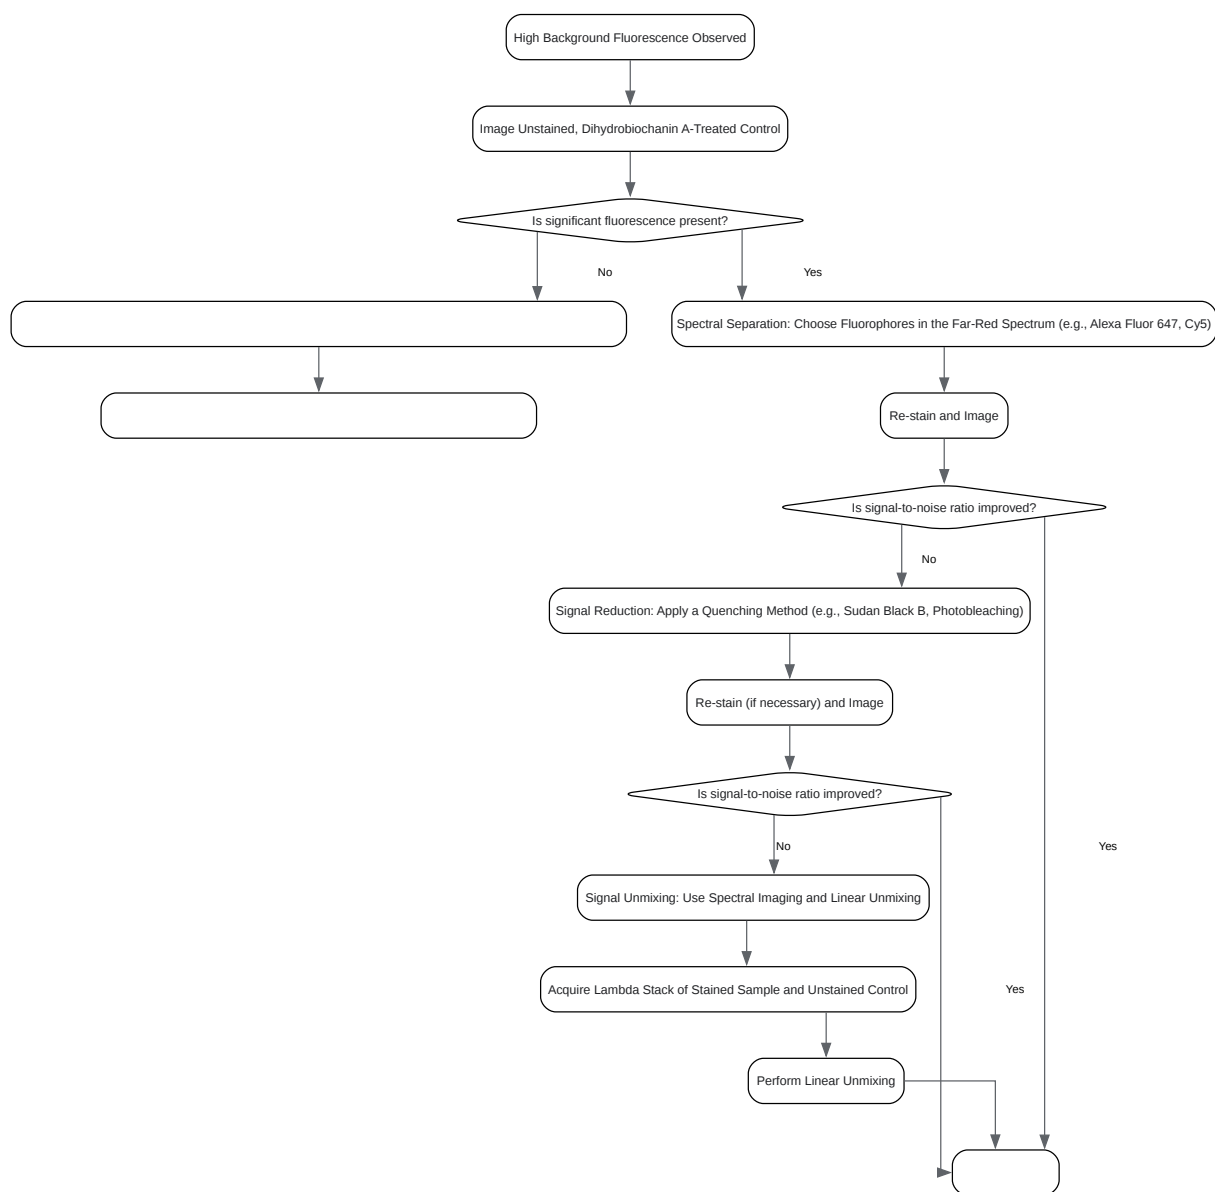 High Background Fluorescence Observed
Image Unstained, Dihydrobiochanin A-Treated Control
Is significant fluorescence present?
No
Yes
Spectral Separation: Choose Fluorophores in the Far-Red Spectrum (e.g., Alexa Fluor 647, Cy5)
Re-stain and Image
Is signal-to-noise ratio improved?
No
Signal Reduction: Apply a Quenching Method (e.g., Sudan Black B, Photobleaching)
Re-stain (if necessary) and Image
Is signal-to-noise ratio improved?
No
Yes
Signal Unmixing: Use Spectral Imaging and Linear Unmixing
Acquire Lambda Stack of Stained Sample and Unstained Control
Yes
Perform Linear Unmixing